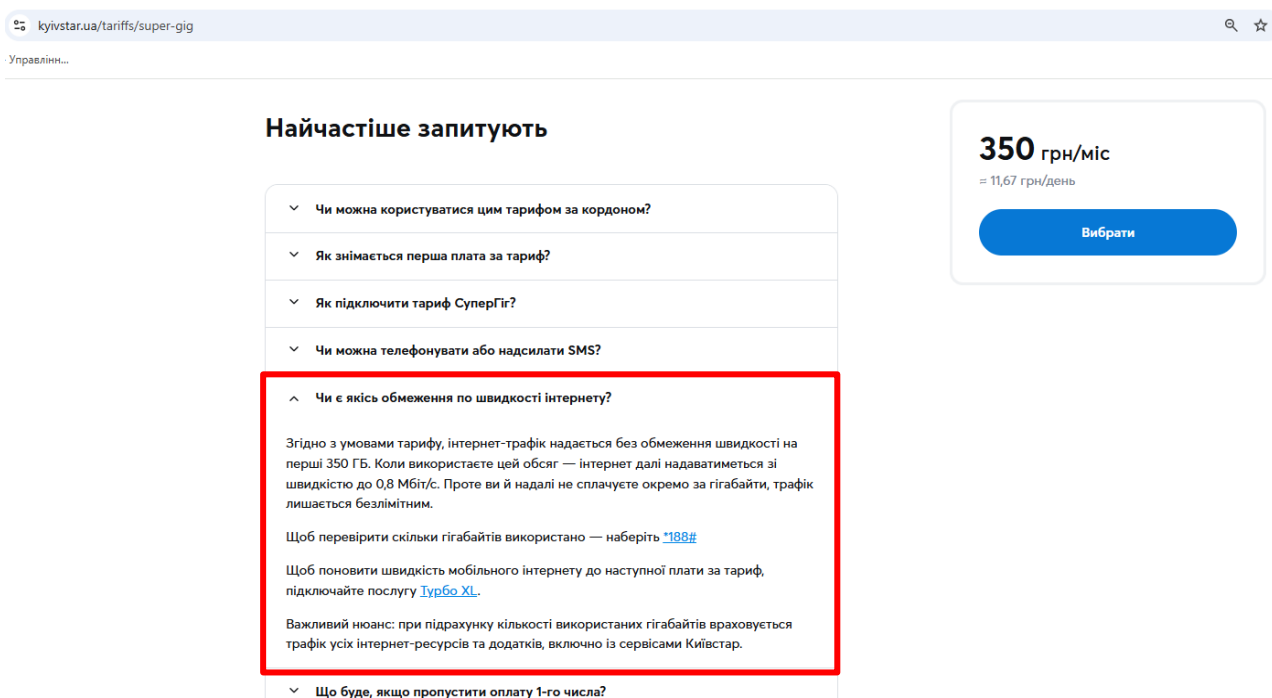 kyivstar.ua/tariffs/super-gig
Управлінн...
Найчастіше запитують
350 грн/міс
= 11,67 грн/день
Вибрати
Чи можна користуватися цим тарифом за кордоном?
Як знімається перша плата за тариф?
Як підключити тариф СуперГіг?
Чи можна телефонувати або надсилати SMS?
Чи є якісь обмеження по швидкості інтернету?
Згідно з умовами тарифу, інтернет-трафік надається без обмеження швидкості на
перші 350 ГБ. Коли використаєте цей обсяг — інтернет далі надаватиметься зі
швидкістю до 0,8 Мбіт/с. Проте ви й надалі не сплачуєте окремо за гігабайти, трафік
лишається безлімітним.
Щоб перевірити скільки гігабайтів використано — наберіть *188#
Щоб поновити швидкість мобільного інтернету до наступної плати за тариф,
підключайте послугу Турбо XL.
Важливий нюанс: при підрахунку кількості використаних гігабайтів враховується
трафік усіх інтернет-ресурсів та додатків, включно із сервісами Київстар.
Що буде, якщо пропустити оплату 1-го числа?